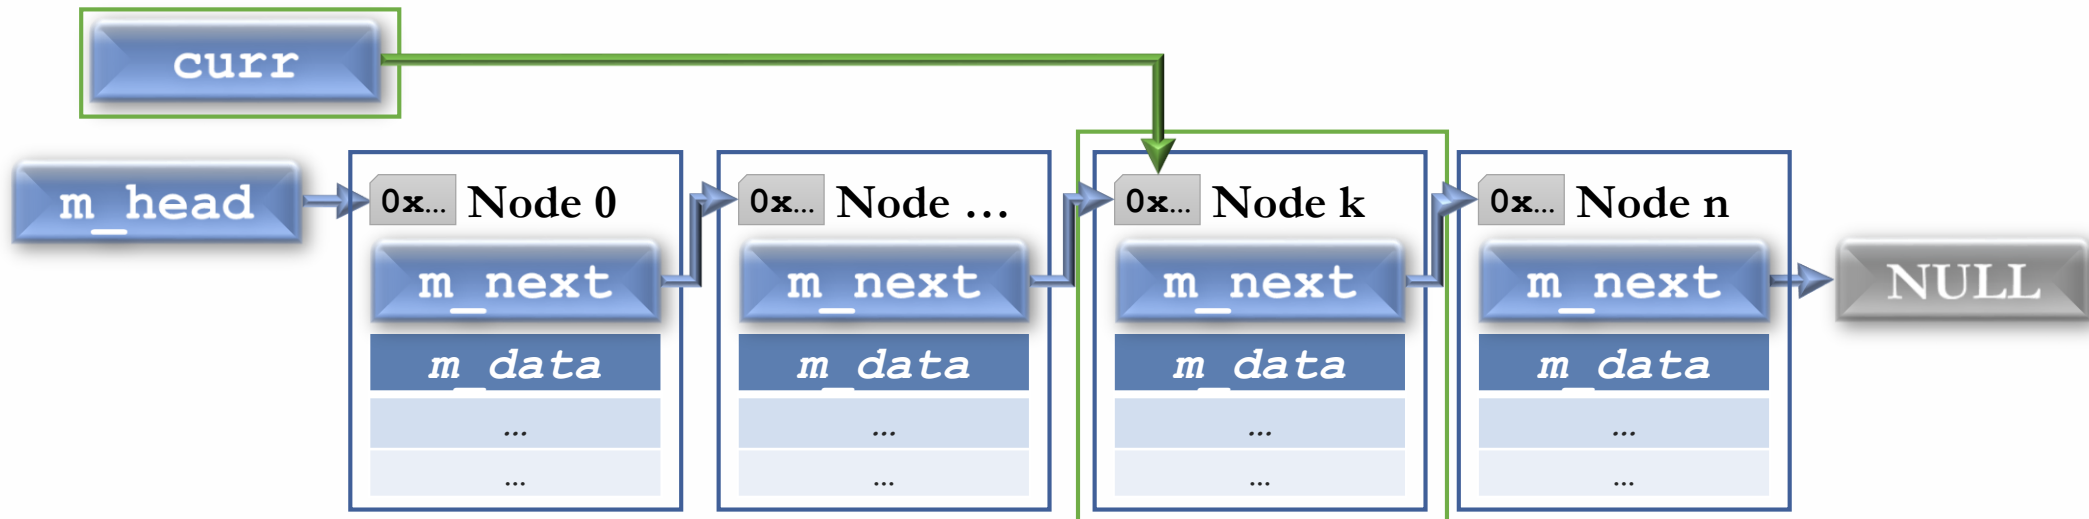 curr
m_head
0x... Node 0
0x... Node ...
0x... Node k
0x... Node n
m_next
m_next
m_next
m_next
NULL
m_data
m_data
m_data
m_data
...
...
...
...
...
...
...
...